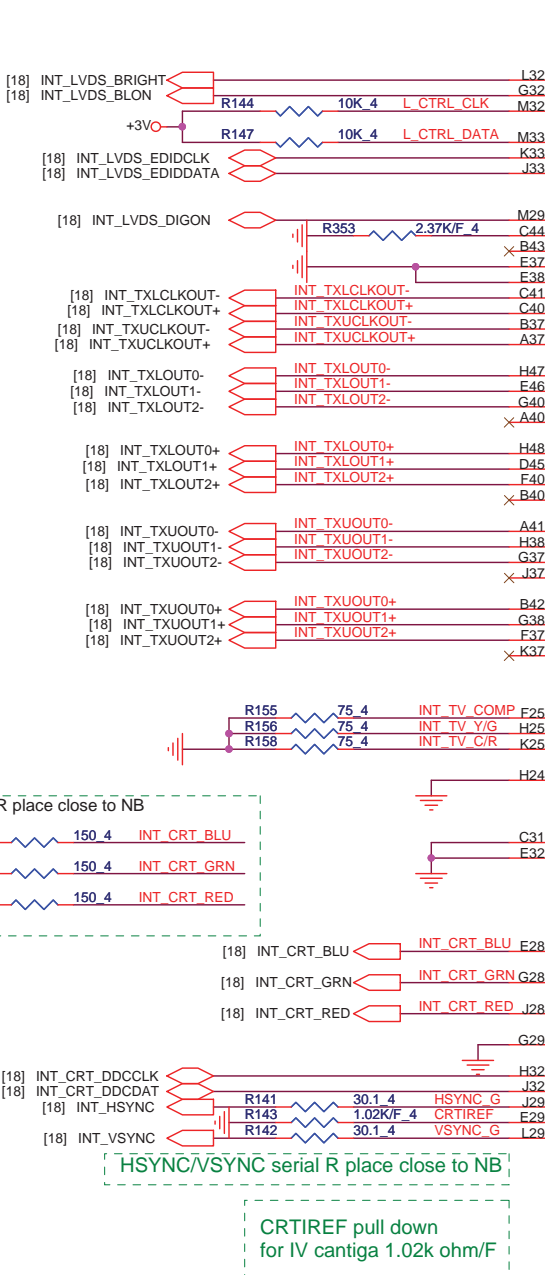 [18] INT_LVDS_BRIGHT L32
[18] INT_LVDS_BLON G32
R144 10K_4 L_CTRL_CLK M32
+3V
R147 10K_4 L_CTRL_DATA M33
[18] INT_LVDS_EDIDCLK K33
[18] INT_LVDS_EDIDDATA J33
[18] INT_LVDS_DIGON M29
R353 2.37K/F_4 C44
B43
E37
E38
[18] INT_TXLCLKOUT- INT_TXLCLKOUT- C41
[18] INT_TXLCLKOUT+ INT_TXLCLKOUT+ C40
[18] INT_TXUCLKOUT- INT_TXUCLKOUT- B37
[18] INT_TXUCLKOUT+ INT_TXUCLKOUT+ A37
[18] INT_TXLOUT0- INT_TXLOUT0- H47
[18] INT_TXLOUT1- INT_TXLOUT1- E46
[18] INT_TXLOUT2- INT_TXLOUT2- G40
A40
[18] INT_TXLOUT0+ INT_TXLOUT0+ H48
[18] INT_TXLOUT1+ INT_TXLOUT1+ D45
[18] INT_TXLOUT2+ INT_TXLOUT2+ F40
B40
[18] INT_TXUOUT0- INT_TXUOUT0- A41
[18] INT_TXUOUT1- INT_TXUOUT1- H38
[18] INT_TXUOUT2- INT_TXUOUT2- G37
J37
[18] INT_TXUOUT0+ INT_TXUOUT0+ B42
[18] INT_TXUOUT1+ INT_TXUOUT1+ G38
[18] INT_TXUOUT2+ INT_TXUOUT2+ F37
K37
R155 75_4 INT_TV_COMP F25
R156 75_4 INT_TV_Y/G H25
R158 75_4 INT_TV_C/R K25
H24
R place close to NB
150_4 INT_CRT_BLU
150_4 INT_CRT_GRN
150_4 INT_CRT_RED
C31
E32
[18] INT_CRT_BLU INT_CRT_BLU E28
[18] INT_CRT_GRN INT_CRT_GRN G28
[18] INT_CRT_RED INT_CRT_RED J28
G29
[18] INT_CRT_DDCCLK H32
[18] INT_CRT_DDCDAT J32
[18] INT_HSYNC R141 30.1_4 HSYNC_G J29
R143 1.02K/F_4 CRTIREF E29
[18] INT_VSYNC R142 30.1_4 VSYNC_G L29
HSYNC/VSYNC serial R place close to NB
CRTIREF pull down
for IV cantiga 1.02k ohm/F